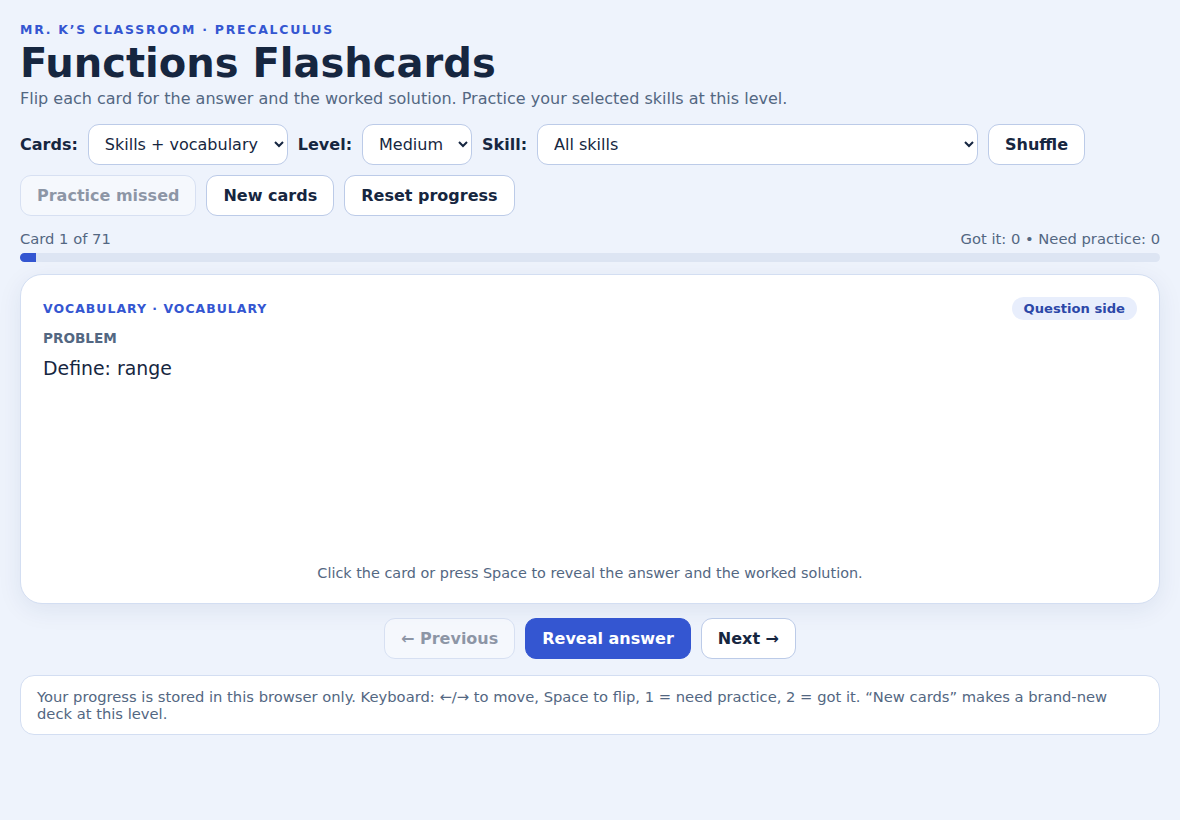 MR. K’S CLASSROOM · PRECALCULUS
Functions Flashcards
Flip each card for the answer and the worked solution. Practice your selected skills at this level.
Cards: Skills + vocabulary Level: Medium Skill: All skills Shuffle
Practice missed New cards Reset progress
Card 1 of 71 Got it: 0 • Need practice: 0
VOCABULARY · VOCABULARY Question side
PROBLEM
Define: range
Click the card or press Space to reveal the answer and the worked solution.
← Previous Reveal answer Next →
Your progress is stored in this browser only. Keyboard: ←/→ to move, Space to flip, 1 = need practice, 2 = got it. “New cards” makes a brand-new
deck at this level.